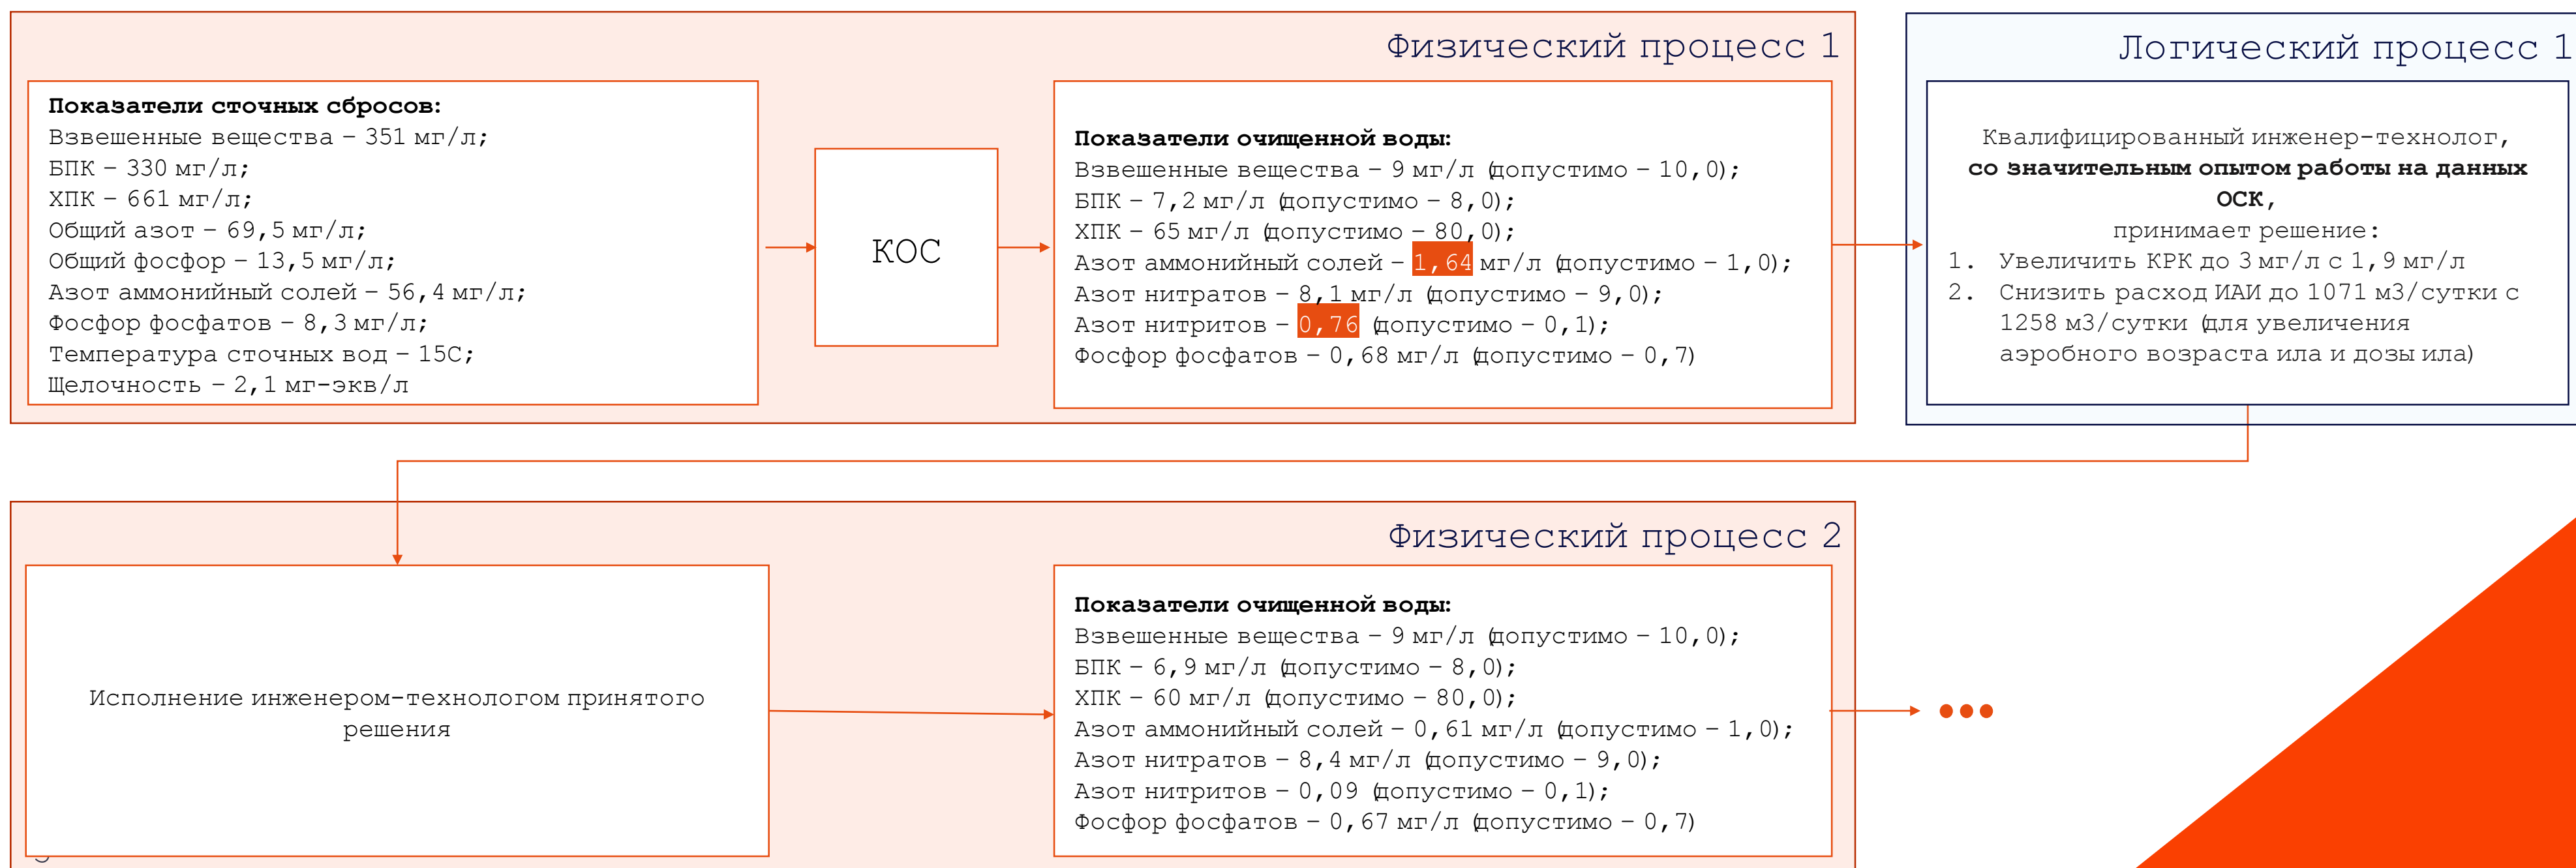 Физический процесс 1
Показатели сточных сбросов:
Взвешенные вещества – 351 мг/л;
БПК – 330 мг/л;
ХПК – 661 мг/л;
Общий азот – 69,5 мг/л;
Общий фосфор – 13,5 мг/л;
Азот аммонийный солей – 56,4 мг/л;
Фосфор фосфатов – 8,3 мг/л;
Температура сточных вод – 15С;
Щелочность – 2,1 мг-экв/л
КОС
Показатели очищенной воды:
Взвешенные вещества – 9 мг/л (допустимо – 10,0);
БПК – 7,2 мг/л (допустимо – 8,0);
ХПК – 65 мг/л (допустимо – 80,0);
Азот аммонийный солей – 1,64 мг/л (допустимо – 1,0);
Азот нитратов – 8,1 мг/л (допустимо – 9,0);
Азот нитритов – 0,76 (допустимо – 0,1);
Фосфор фосфатов – 0,68 мг/л (допустимо – 0,7)
Логический процесс 1
Квалифицированный инженер-технолог,
со значительным опытом работы на данных
ОСК,
принимает решение:
1. Увеличить КРК до 3 мг/л с 1,9 мг/л
2. Снизить расход ИАИ до 1071 м3/сутки с
1258 м3/сутки (для увеличения
аэробного возраста ила и дозы ила)
Физический процесс 2
Исполнение инженером-технологом принятого
решения
Показатели очищенной воды:
Взвешенные вещества – 9 мг/л (допустимо – 10,0);
БПК – 6,9 мг/л (допустимо – 8,0);
ХПК – 60 мг/л (допустимо – 80,0);
Азот аммонийный солей – 0,61 мг/л (допустимо – 1,0);
Азот нитратов – 8,4 мг/л (допустимо – 9,0);
Азот нитритов – 0,09 (допустимо – 0,1);
Фосфор фосфатов – 0,67 мг/л (допустимо – 0,7)